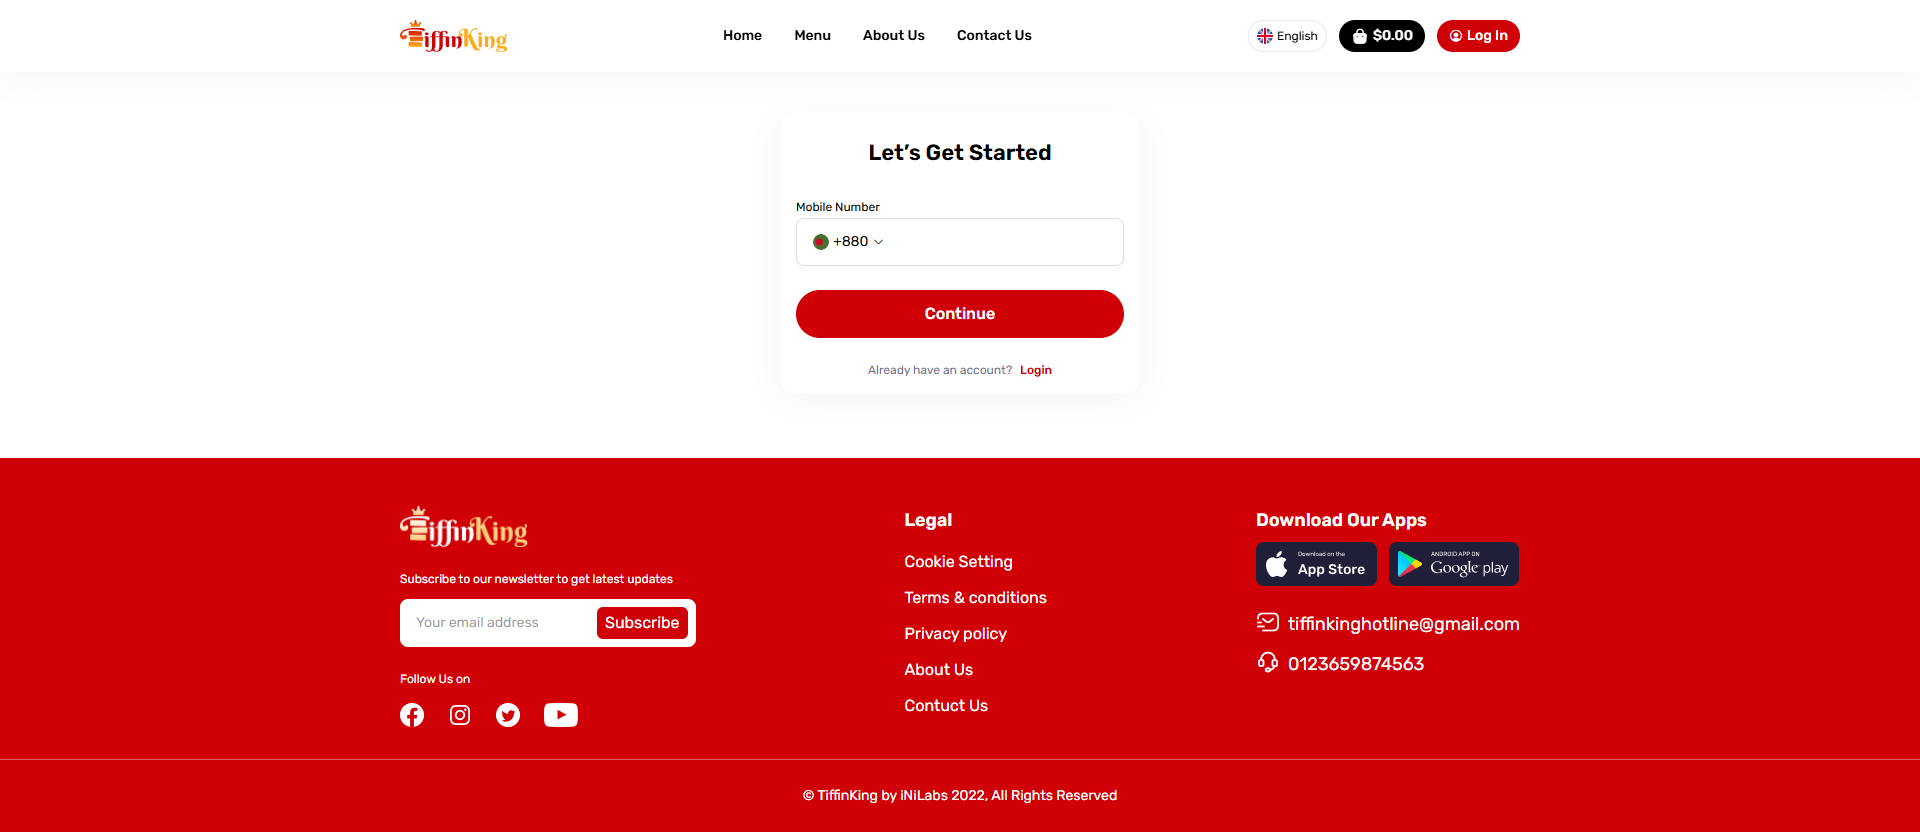 TiffinKing
Home Menu About Us Contact Us
English $0.00 Log In
Let’s Get Started
Mobile Number
+880
Continue
Already have an account? Login
TiffinKing
Subscribe to our newsletter to get latest updates
Your email address Subscribe
Follow Us on
Legal
Cookie Setting
Terms & conditions
Privacy policy
About Us
Contuct Us
Download Our Apps
Download on the
App Store
ANDROID APP ON
Google play
tiffinkinghotline@gmail.com
0123659874563
© TiffinKing by iNiLabs 2022, All Rights Reserved